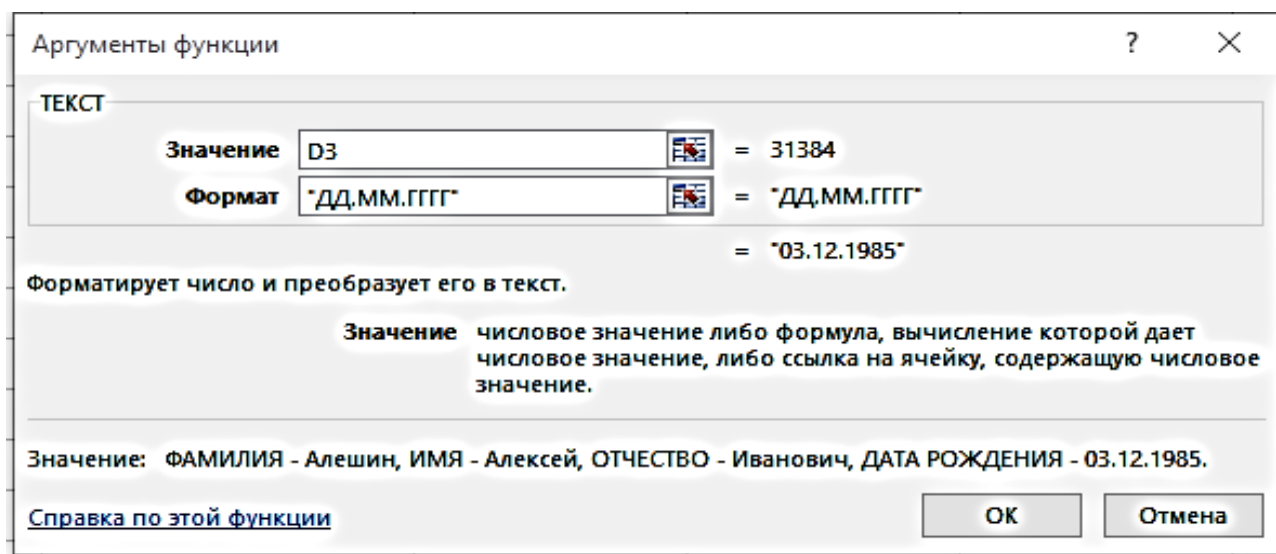 Аргументы функции ? ×
ТЕКСТ
Значение D3 = 31384
Формат "ДД.ММ.ГГГГ" = "ДД.ММ.ГГГГ"
= "03.12.1985"
Форматирует число и преобразует его в текст.
Значение числовое значение либо формула, вычисление которой дает
числовое значение, либо ссылка на ячейку, содержащую числовое
значение.
Значение: ФАМИЛИЯ - Алешин, ИМЯ - Алексей, ОТЧЕСТВО - Иванович, ДАТА РОЖДЕНИЯ - 03.12.1985.
Справка по этой функции ОК Отмена